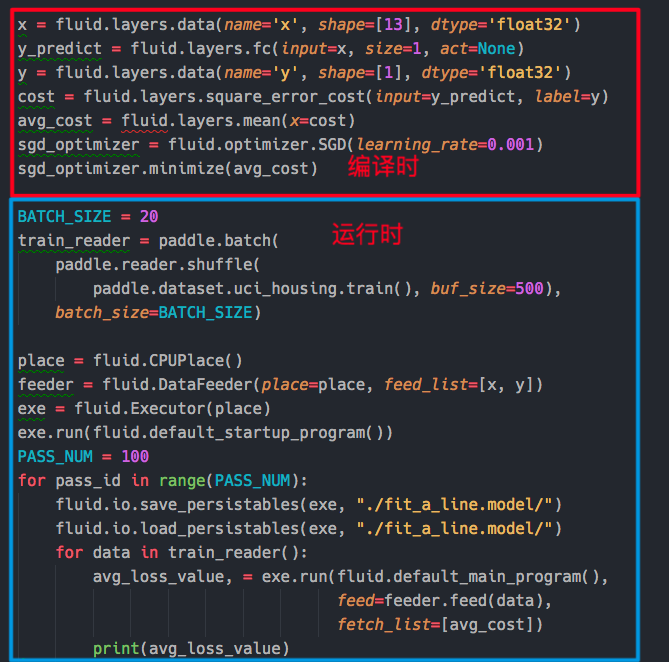 x = fluid.layers.data(name='x', shape=[13], dtype='float32')
y_predict = fluid.layers.fc(input=x, size=1, act=None)
y = fluid.layers.data(name='y', shape=[1], dtype='float32')
cost = fluid.layers.square_error_cost(input=y_predict, label=y)
avg_cost = fluid.layers.mean(x=cost)
sgd_optimizer = fluid.optimizer.SGD(learning_rate=0.001)
sgd_optimizer.minimize(avg_cost) 编译时
BATCH_SIZE = 20
train_reader = paddle.batch( 运行时
    paddle.reader.shuffle(
        paddle.dataset.uci_housing.train(), buf_size=500),
    batch_size=BATCH_SIZE)
place = fluid.CPUPlace()
feeder = fluid.DataFeeder(place=place, feed_list=[x, y])
exe = fluid.Executor(place)
exe.run(fluid.default_startup_program())
PASS_NUM = 100
for pass_id in range(PASS_NUM):
    fluid.io.save_persistables(exe, "./fit_a_line.model/")
    fluid.io.load_persistables(exe, "./fit_a_line.model/")
    for data in train_reader():
        avg_loss_value, = exe.run(fluid.default_main_program(),
                                  feed=feeder.feed(data),
                                  fetch_list=[avg_cost])
        print(avg_loss_value)